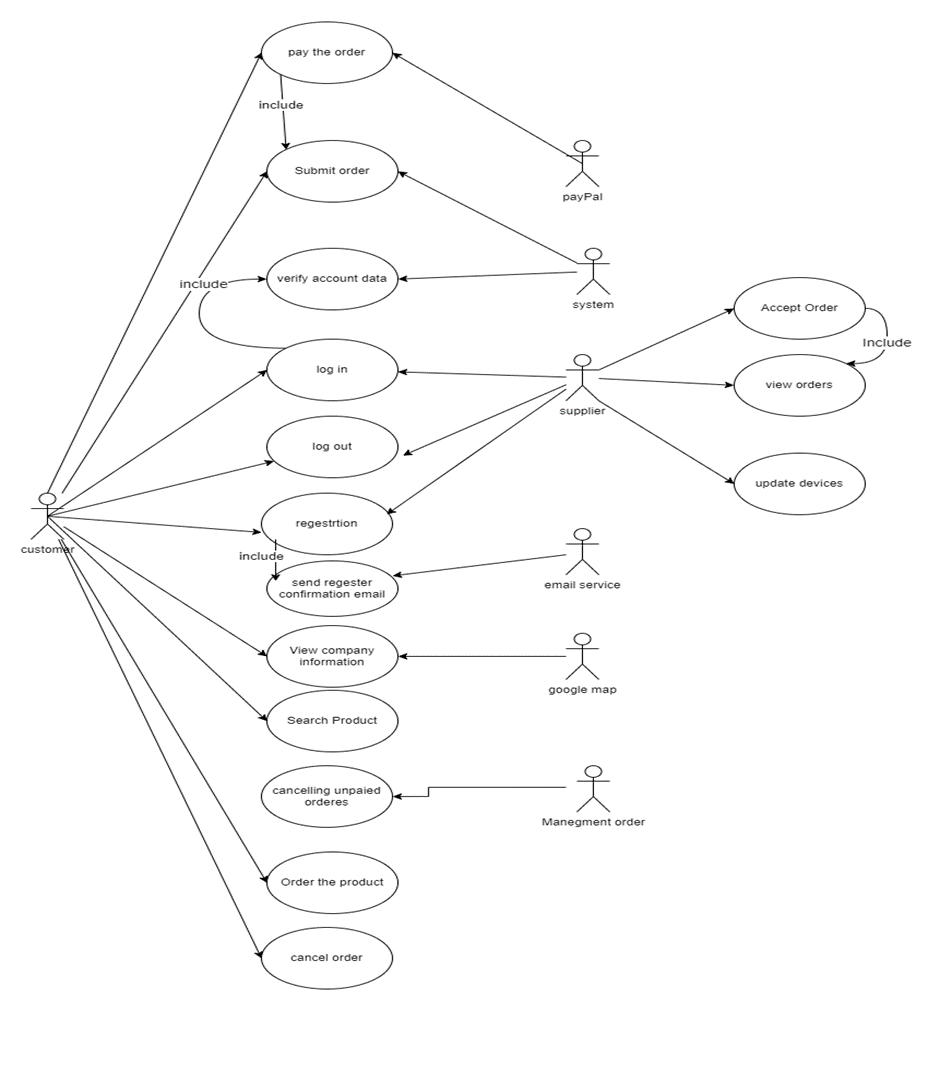 pay the order
include
Submit order
payPal
verify account data
include
system
Accept Order
Include
log in
view orders
supplier
log out
update devices
regestrtion
customer
include
send regester
confirmation email
email service
View company
information
google map
Search Product
cancelling unpaied
orderes
Manegment order
Order the product
cancel order